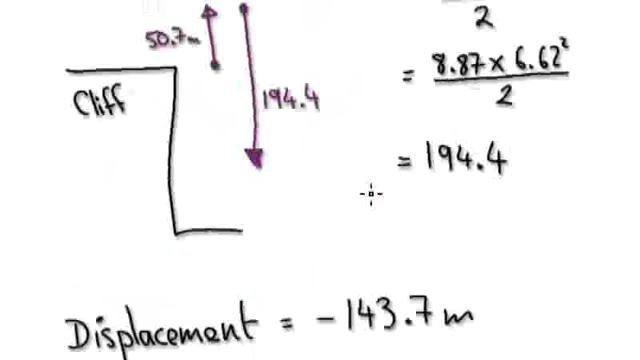 2
50.7m
= 8.87 × 6.62²
2
Cliff
194.4
= 194.4
Displacement = -143.7 m